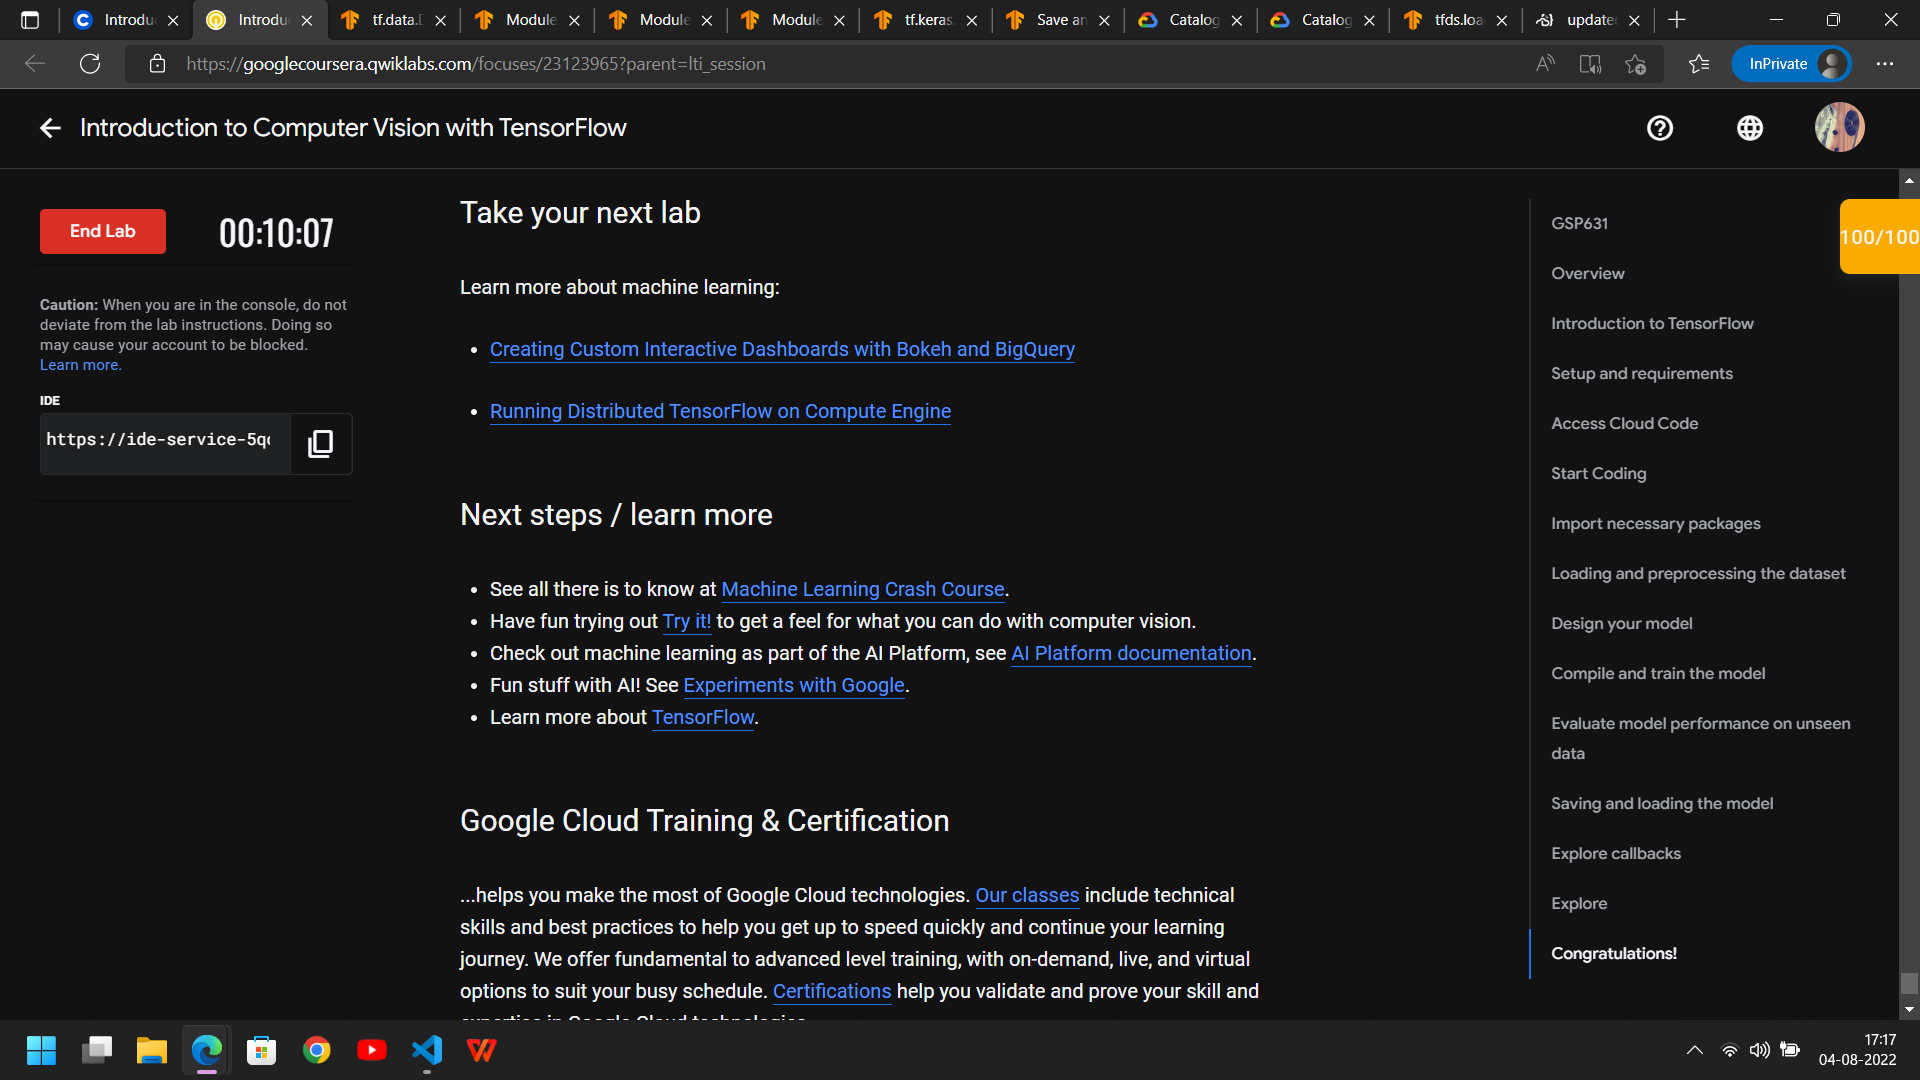 Introdu
Introdu
tf.data.D
Module
Module
Module
tf.keras.
Save an
Catalog
Catalog
tfds.loa
update
https://googlecoursera.qwiklabs.com/focuses/23123965?parent=lti_session
InPrivate
Introduction to Computer Vision with TensorFlow
End Lab
00:10:07
Caution: When you are in the console, do not
deviate from the lab instructions. Doing so
may cause your account to be blocked.
Learn more.
IDE
https://ide-service-5q
Take your next lab
Learn more about machine learning:
• Creating Custom Interactive Dashboards with Bokeh and BigQuery
• Running Distributed TensorFlow on Compute Engine
Next steps / learn more
• See all there is to know at Machine Learning Crash Course.
• Have fun trying out Try it! to get a feel for what you can do with computer vision.
• Check out machine learning as part of the AI Platform, see AI Platform documentation.
• Fun stuff with AI! See Experiments with Google.
• Learn more about TensorFlow.
Google Cloud Training & Certification
...helps you make the most of Google Cloud technologies. Our classes include technical
skills and best practices to help you get up to speed quickly and continue your learning
journey. We offer fundamental to advanced level training, with on-demand, live, and virtual
options to suit your busy schedule. Certifications help you validate and prove your skill and
expertise in Google Cloud technologies.
GSP631
100/100
Overview
Introduction to TensorFlow
Setup and requirements
Access Cloud Code
Start Coding
Import necessary packages
Loading and preprocessing the dataset
Design your model
Compile and train the model
Evaluate model performance on unseen
data
Saving and loading the model
Explore callbacks
Explore
Congratulations!
17:17
04-08-2022